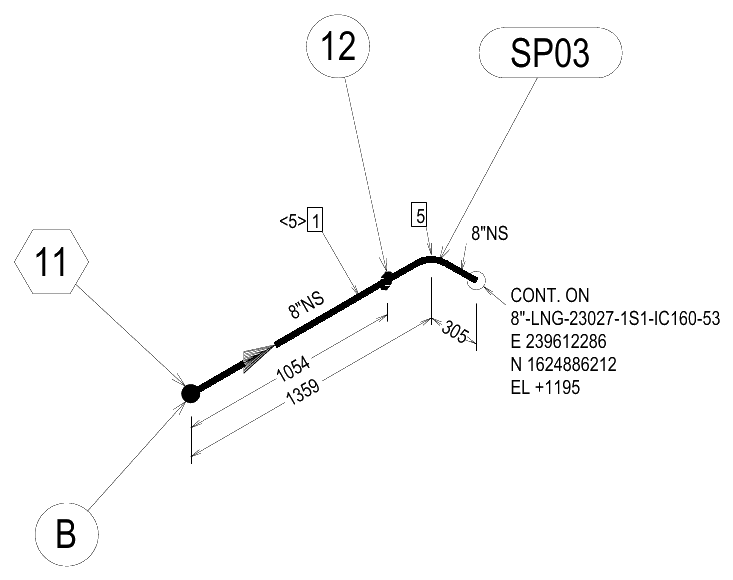 12
SP03
<5> 1
5
8"NS
11
8"NS
CONT. ON
8"-LNG-23027-1S1-IC160-53
E 239612286
N 1624886212
EL +1195
305
1054
1359
B